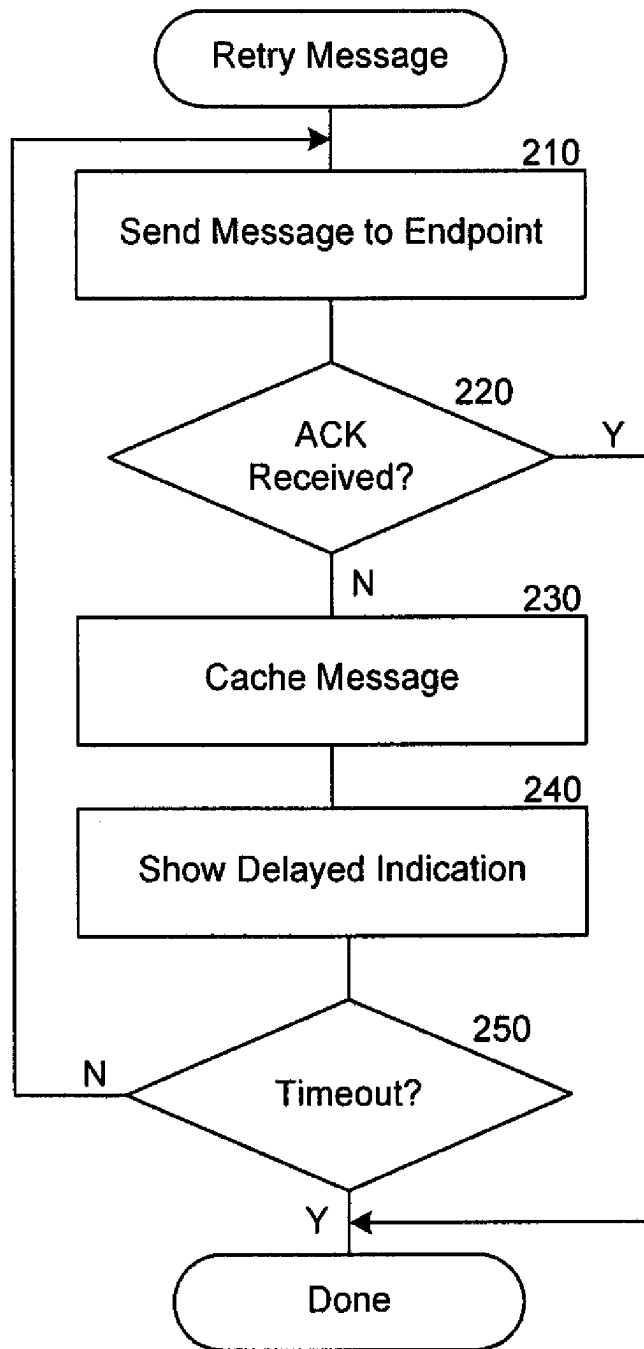 Retry Message
210
Send Message to Endpoint
220
ACK
Received?
Y
N
230
Cache Message
240
Show Delayed Indication
250
N
Timeout?
Y
Done